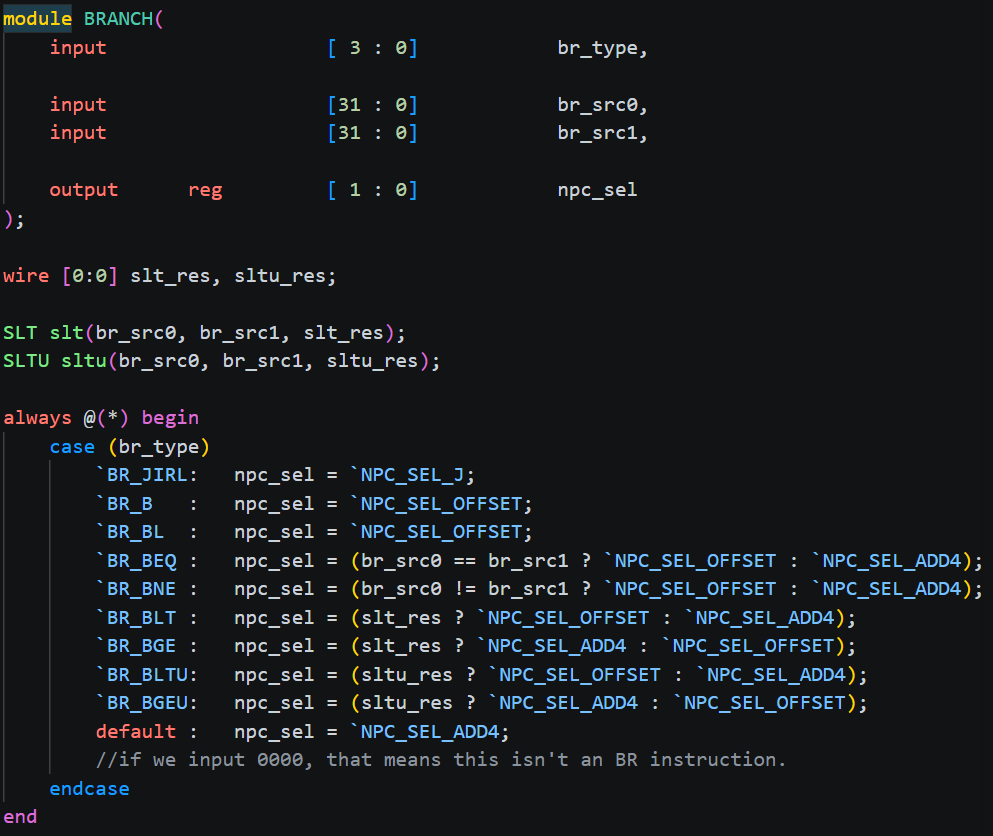 module BRANCH(
    input                   [ 3 : 0]            br_type,

    input                   [31 : 0]            br_src0,
    input                   [31 : 0]            br_src1,

    output      reg         [ 1 : 0]            npc_sel
);

wire [0:0] slt_res, sltu_res;

SLT slt(br_src0, br_src1, slt_res);
SLTU sltu(br_src0, br_src1, sltu_res);

always @(*) begin
    case (br_type)
        `BR_JIRL:   npc_sel = `NPC_SEL_J;
        `BR_B   :   npc_sel = `NPC_SEL_OFFSET;
        `BR_BL  :   npc_sel = `NPC_SEL_OFFSET;
        `BR_BEQ :   npc_sel = (br_src0 == br_src1 ? `NPC_SEL_OFFSET : `NPC_SEL_ADD4);
        `BR_BNE :   npc_sel = (br_src0 != br_src1 ? `NPC_SEL_OFFSET : `NPC_SEL_ADD4);
        `BR_BLT :   npc_sel = (slt_res ? `NPC_SEL_OFFSET : `NPC_SEL_ADD4);
        `BR_BGE :   npc_sel = (slt_res ? `NPC_SEL_ADD4 : `NPC_SEL_OFFSET);
        `BR_BLTU:   npc_sel = (sltu_res ? `NPC_SEL_OFFSET : `NPC_SEL_ADD4);
        `BR_BGEU:   npc_sel = (sltu_res ? `NPC_SEL_ADD4 : `NPC_SEL_OFFSET);
        default :   npc_sel = `NPC_SEL_ADD4;
        //if we input 0000, that means this isn't an BR instruction.
    endcase
end